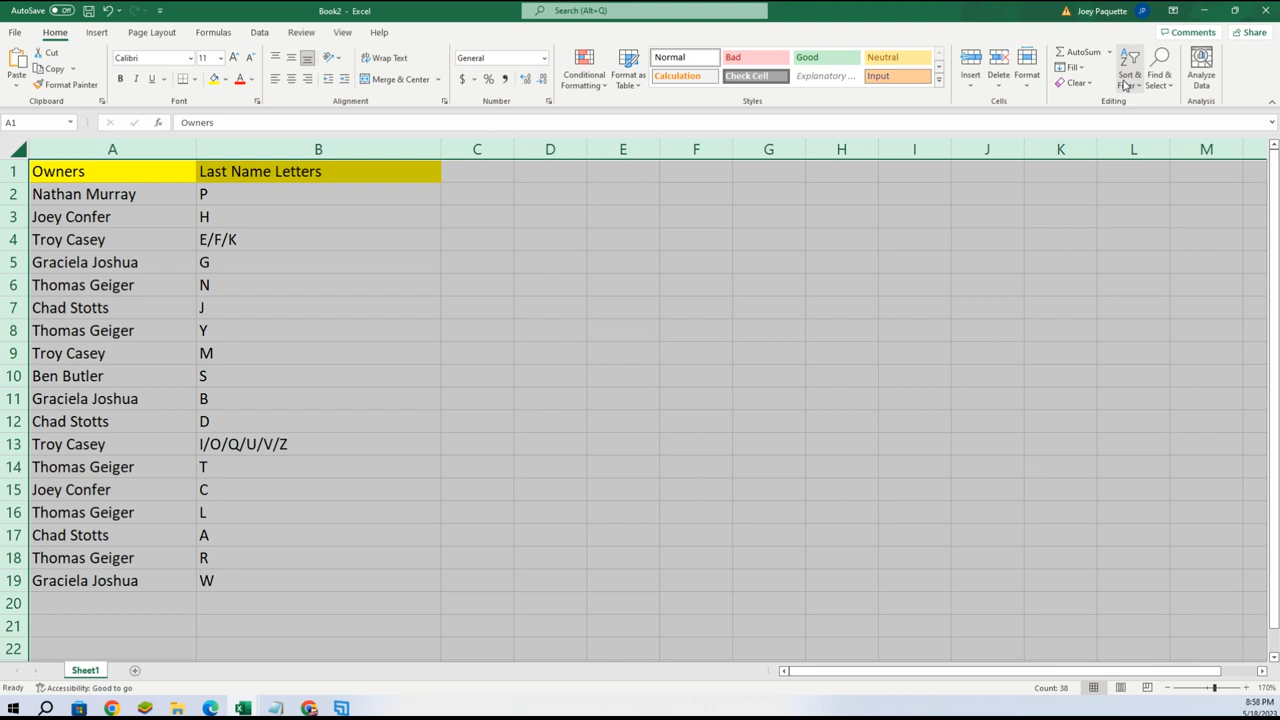 AutoSave Off Book2 - Excel Search (Alt+Q) Joey Paquette JP
File Home Insert Page Layout Formulas Data Review View Help Comments Share
Paste Cut Copy Format Painter Clipboard
Calibri 11 B I U Font
Wrap Text Merge & Center Alignment
General $ % , Number
Conditional Formatting Format as Table
Normal Bad Good Neutral
Calculation Check Cell Explanatory ... Input
Styles
Insert Delete Format Cells
AutoSum Fill Clear Sort & Filter Find & Select Editing
Analyze Data Analysis
A1 fx Owners
A B C D E F G H I J K L M
1 Owners Last Name Letters
2 Nathan Murray P
3 Joey Confer H
4 Troy Casey E/F/K
5 Graciela Joshua G
6 Thomas Geiger N
7 Chad Stotts J
8 Thomas Geiger Y
9 Troy Casey M
10 Ben Butler S
11 Graciela Joshua B
12 Chad Stotts D
13 Troy Casey I/O/Q/U/V/Z
14 Thomas Geiger T
15 Joey Confer C
16 Thomas Geiger L
17 Chad Stotts A
18 Thomas Geiger R
19 Graciela Joshua W
20
21
22
Sheet1
Ready Accessibility: Good to go Count: 38 170%
8:58 PM
5/18/2023